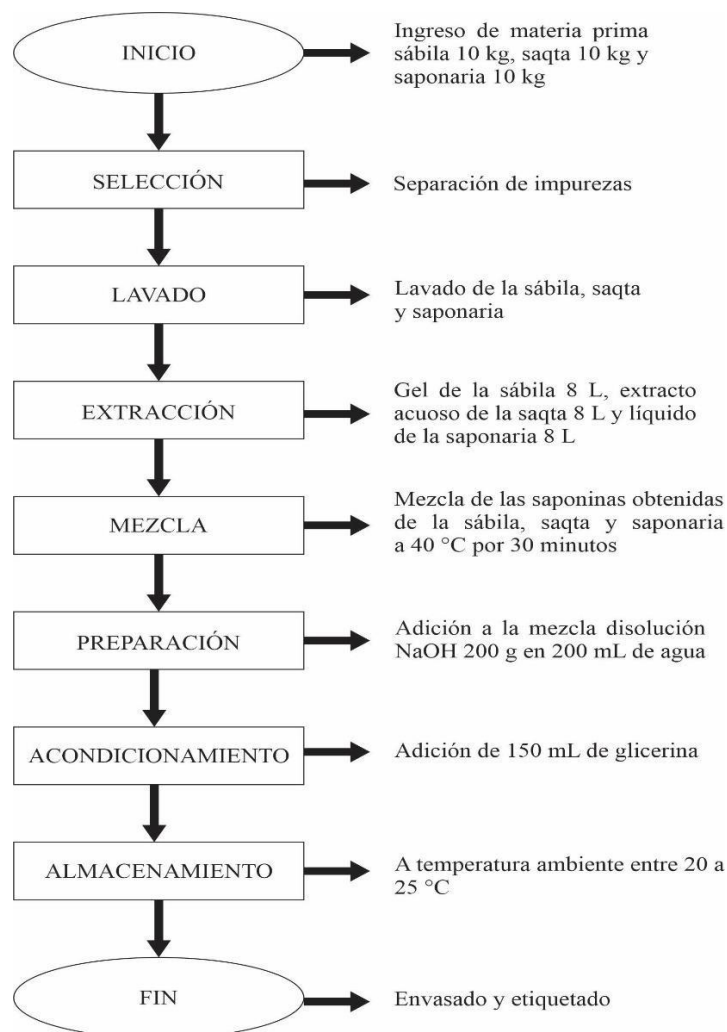 INICIO
Ingreso de materia prima
sábila 10 kg, saqta 10 kg y
saponaria 10 kg
SELECCIÓN
Separación de impurezas
LAVADO
Lavado de la sábila, saqta
y saponaria
EXTRACCIÓN
Gel de la sábila 8 L, extracto
acuoso de la saqta 8 L y líquido
de la saponaria 8 L
MEZCLA
Mezcla de las saponinas obtenidas
de la sábila, saqta y saponaria
a 40 °C por 30 minutos
PREPARACIÓN
Adición a la mezcla disolución
NaOH 200 g en 200 mL de agua
ACONDICIONAMIENTO
Adición de 150 mL de glicerina
ALMACENAMIENTO
A temperatura ambiente entre 20 a
25 °C
FIN
Envasado y etiquetado